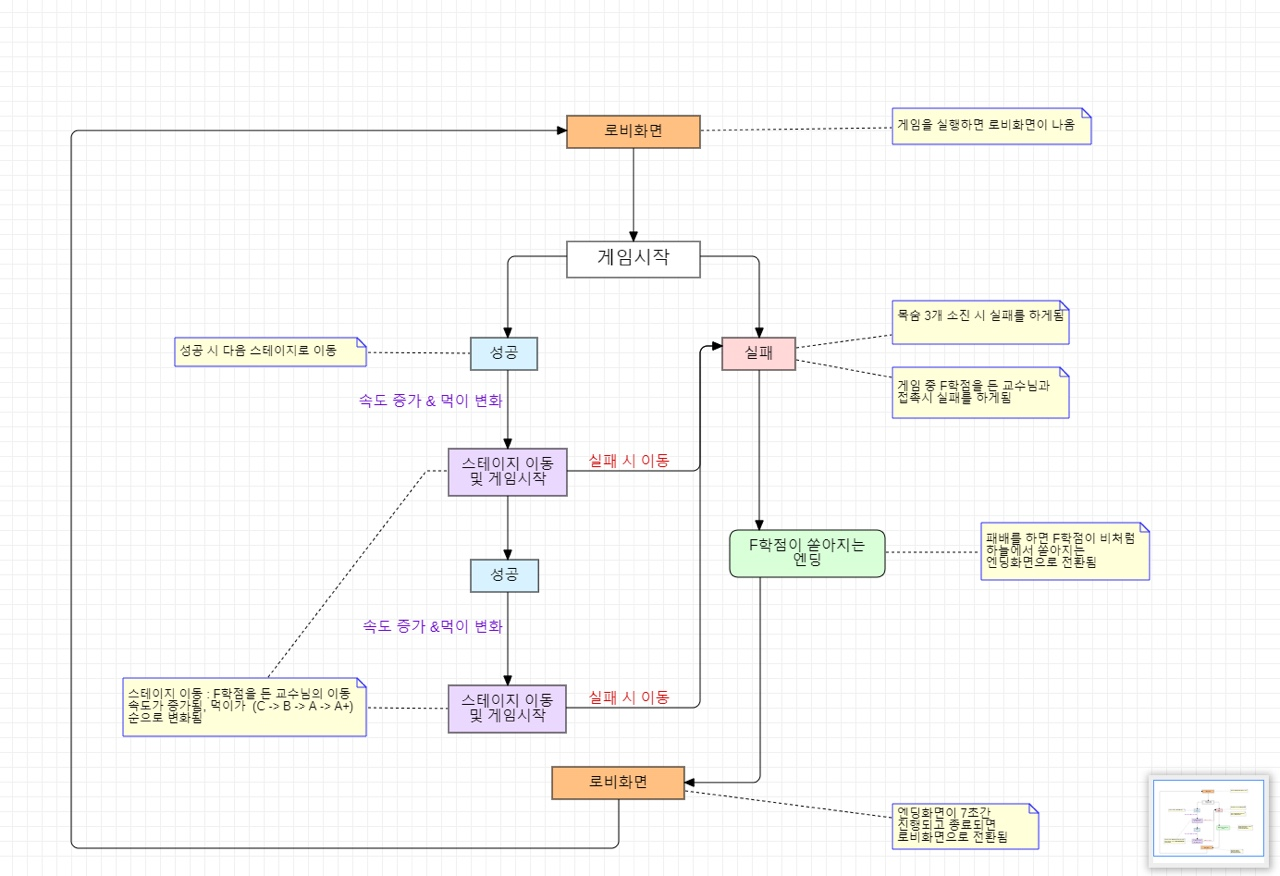 로비화면
게임을 실행하면 로비화면이 나옴
게임시작
목숨 3개 소진 시 실패를 하게됨
성공 시 다음 스테이지로 이동
성공
실패
게임 중 F학점을 든 교수님과
접촉시 실패를 하게됨
속도 증가 & 먹이 변화
스테이지 이동
및 게임시작
실패 시 이동
F학점이 쏟아지는
엔딩
패배를 하면 F학점이 비처럼
하늘에서 쏟아지는
엔딩화면으로 전환됨
성공
속도 증가 &먹이 변화
스테이지 이동 : F학점을 든 교수님의 이동
속도가 증가됨, 먹이가 (C -> B -> A -> A+)
순으로 변화됨
스테이지 이동
및 게임시작
실패 시 이동
로비화면
엔딩화면이 7초간
진행되고 종료되면
로비화면으로 전환됨